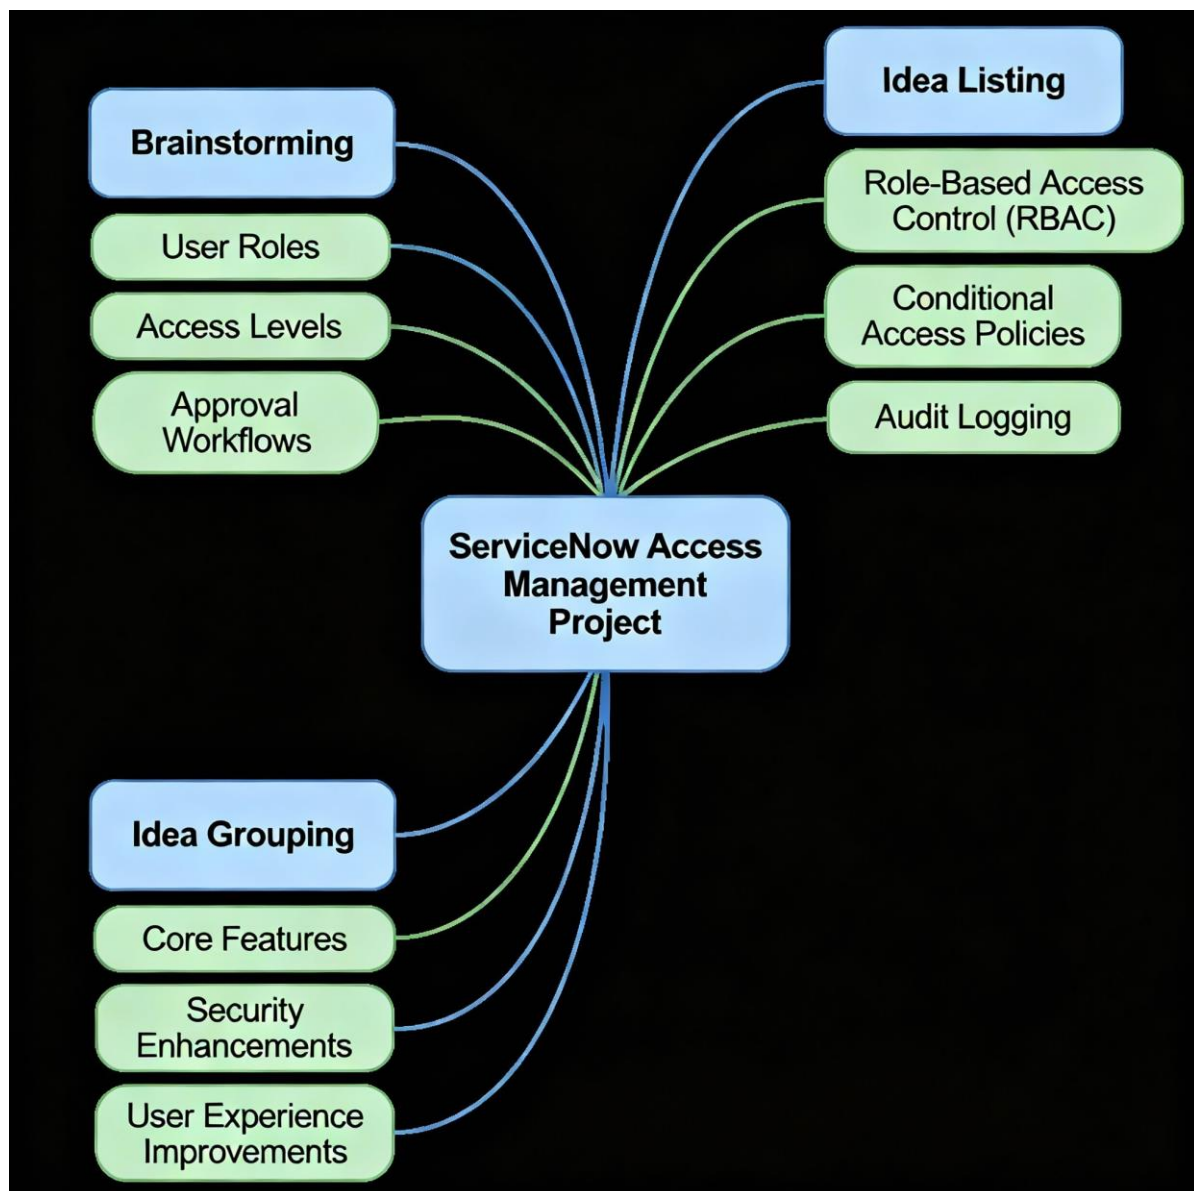 Brainstorming
User Roles
Access Levels
Approval
Workflows
Idea Listing
Role-Based Access
Control (RBAC)
Conditional
Access Policies
Audit Logging
ServiceNow Access
Management
Project
Idea Grouping
Core Features
Security
Enhancements
User Experience
Improvements